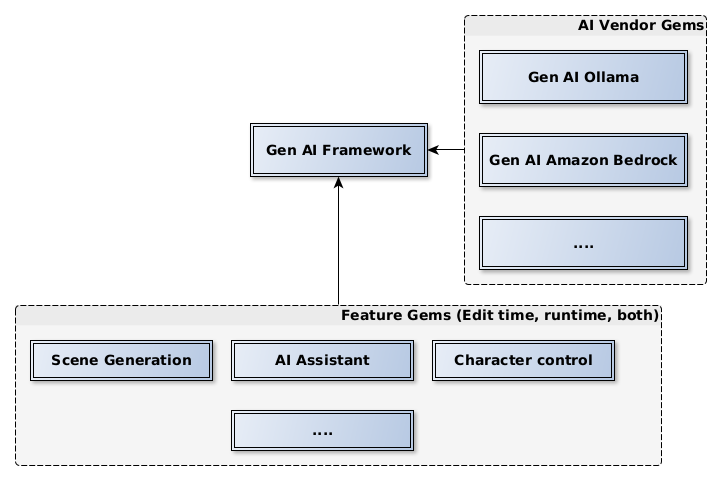 AI Vendor Gems
Gen AI Ollama
Gen AI Framework
Gen AI Amazon Bedrock
....
Feature Gems (Edit time, runtime, both)
Scene Generation
AI Assistant
Character control
....